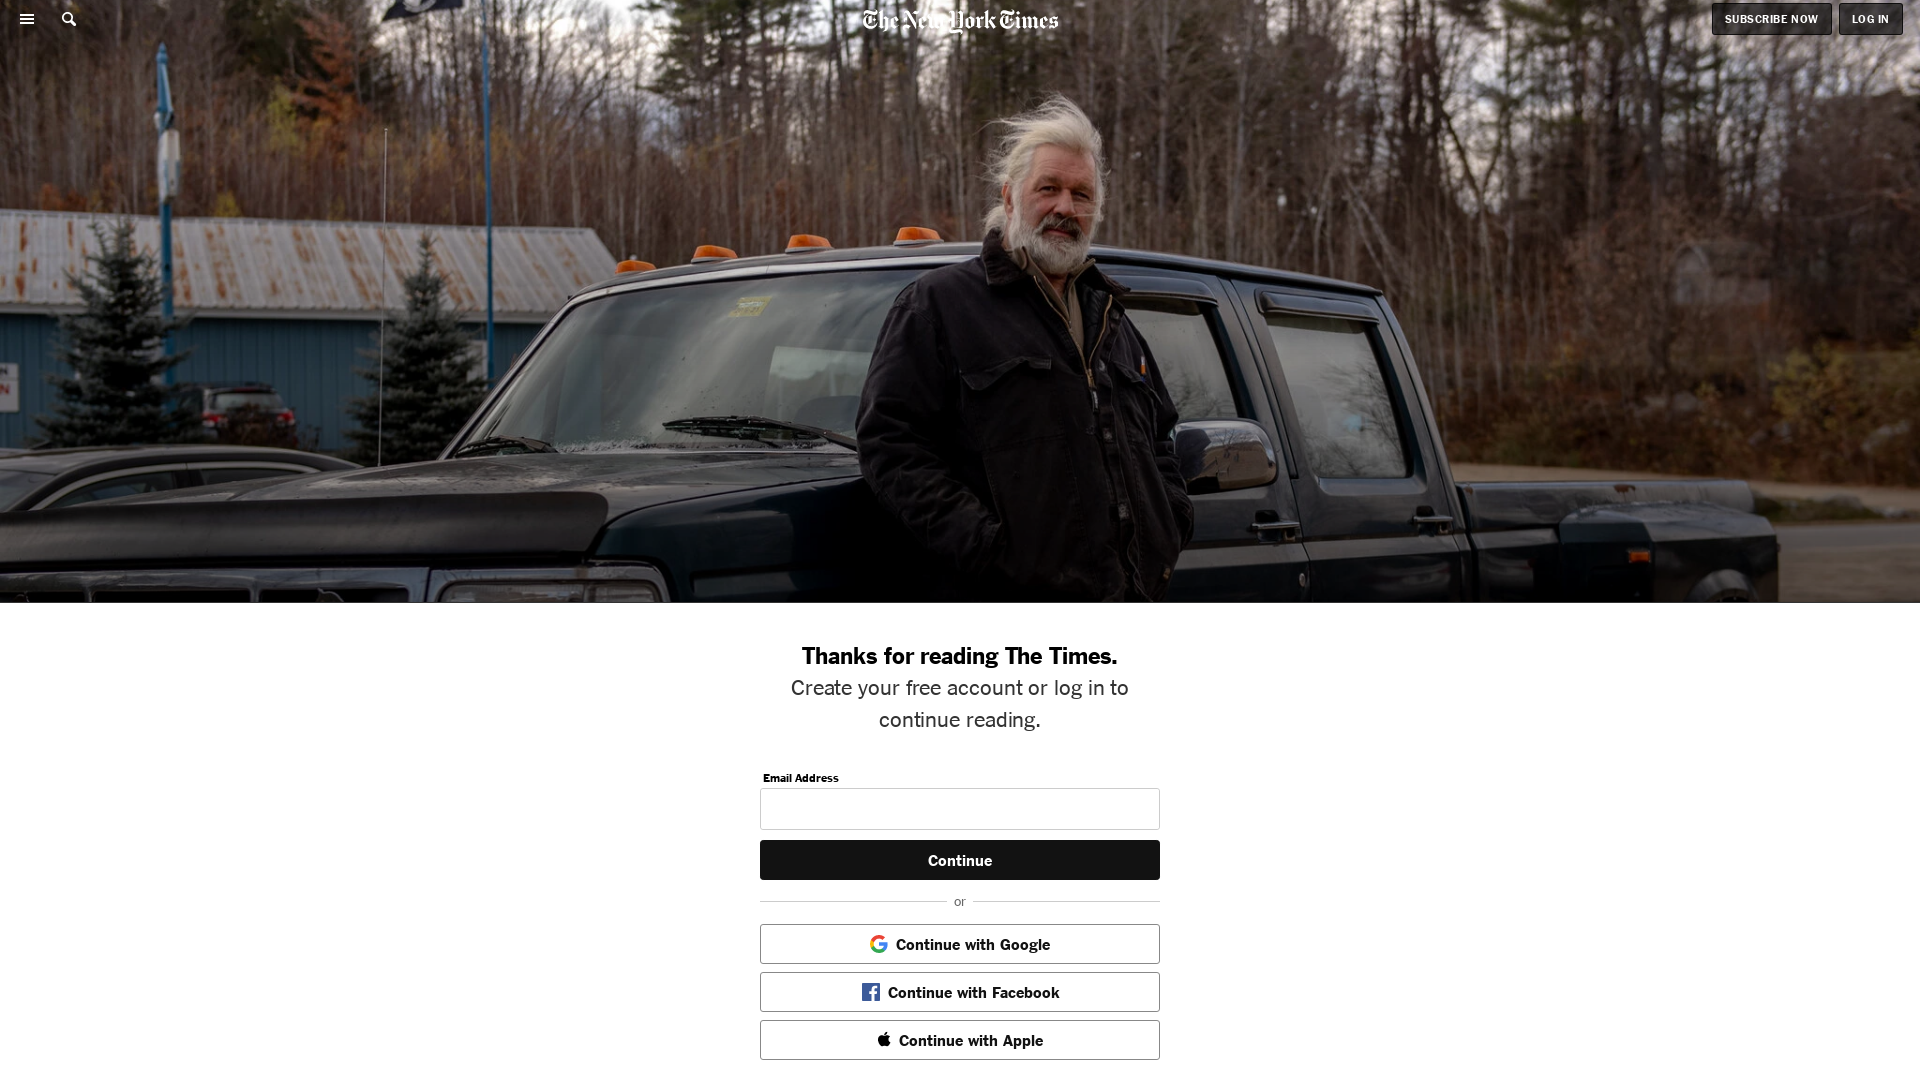 The New York Times
SUBSCRIBE NOW
LOG IN
Thanks for reading The Times.
Create your free account or log in to
continue reading.
Email Address
Continue
or
Continue with Google
Continue with Facebook
Continue with Apple